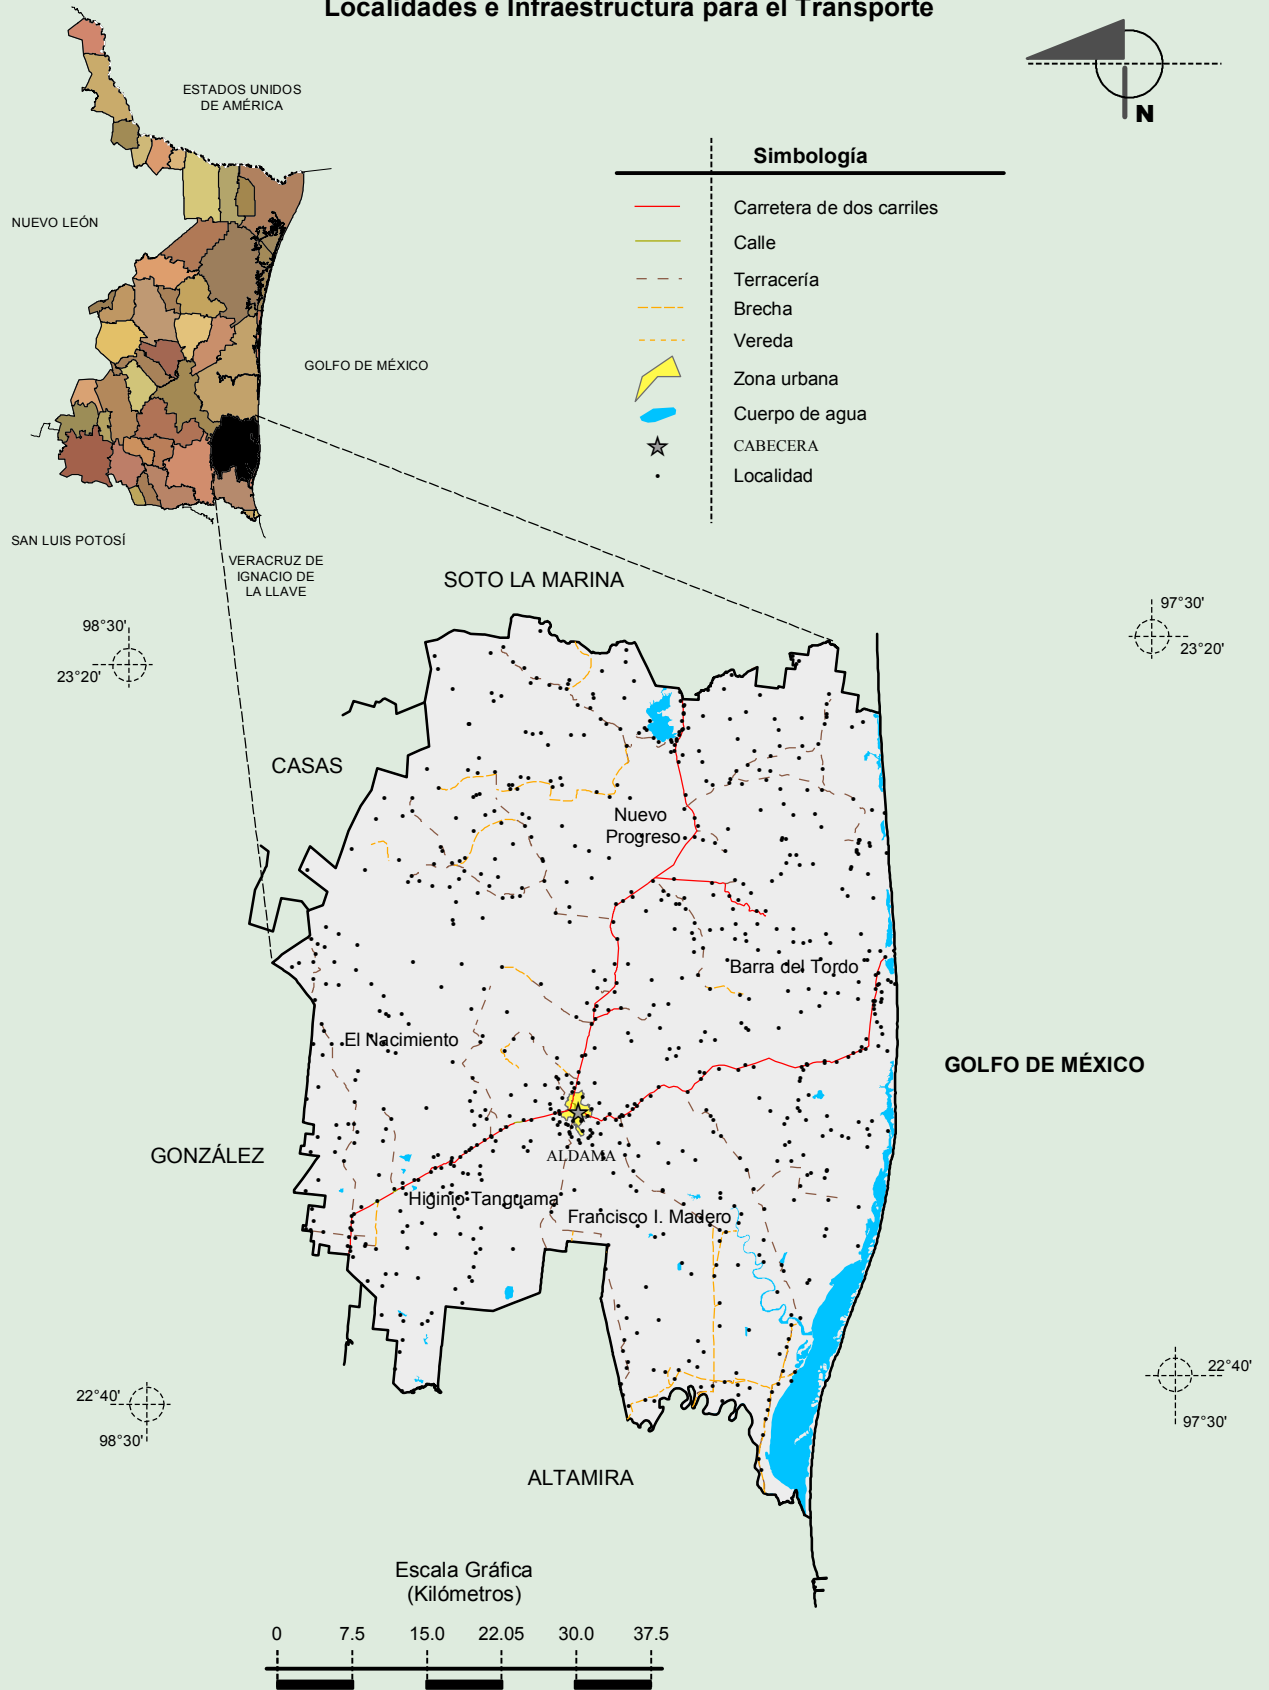 Localidades e Infraestructura para el Transporte
N
ESTADOS UNIDOS
DE AMÉRICA
NUEVO LEÓN
GOLFO DE MÉXICO
SAN LUIS POTOSÍ
VERACRUZ DE
IGNACIO DE
LA LLAVE
Simbología
Carretera de dos carriles
Calle
Terracería
Brecha
Vereda
Zona urbana
Cuerpo de agua
CABECERA
Localidad
SOTO LA MARINA
98°30'
23°20'
97°30'
23°20'
CASAS
Nuevo
Progreso
Barra del Tordo
El Nacimiento
GOLFO DE MÉXICO
GONZÁLEZ
ALDAMA
Higinio Tanguama
Francisco I. Madero
22°40'
98°30'
22°40'
97°30'
ALTAMIRA
Escala Gráfica
(Kilómetros)
0 7.5 15.0 22.05 30.0 37.5